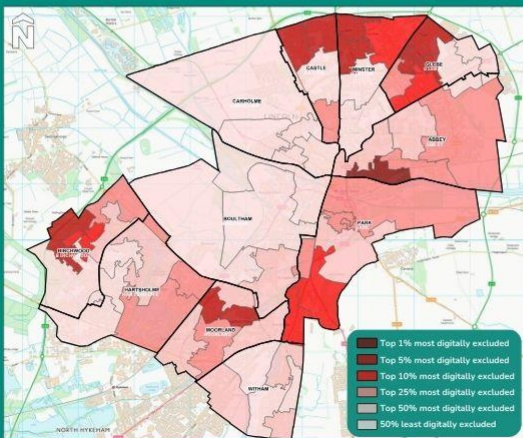 N
CASTLE
MINSTER
GLEBE
CARHOLME
ABBEY
BOULTHAM
PARK
BIRCHWOOD
HARTSHOLME
MOORLAND
WITHAM
NORTH HYKEHAM
Top 1% most digitally excluded
Top 5% most digitally excluded
Top 10% most digitally excluded
Top 25% most digitally excluded
Top 50% most digitally excluded
50% least digitally excluded